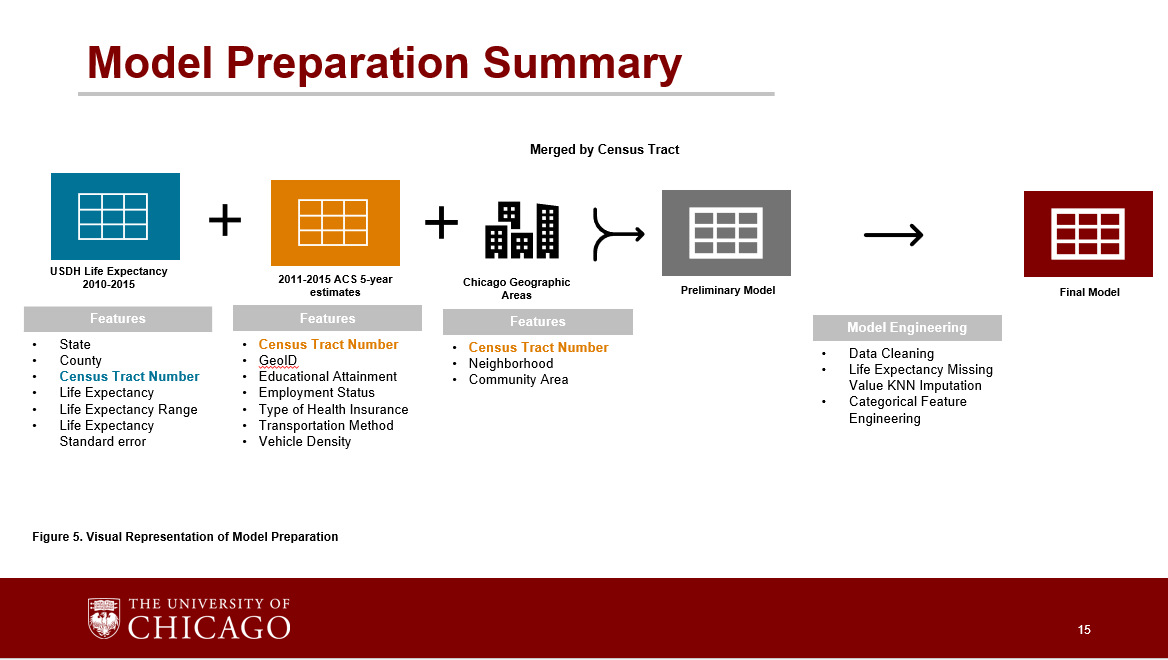 Model Preparation Summary
Merged by Census Tract
USDH Life Expectancy
2010-2015
2011-2015 ACS 5-year
estimates
Chicago Geographic
Areas
Preliminary Model
Final Model
Features
• State
• County
• Census Tract Number
• Life Expectancy
• Life Expectancy Range
• Life Expectancy
Standard error
Features
• Census Tract Number
• GeoID
• Educational Attainment
• Employment Status
• Type of Health Insurance
• Transportation Method
• Vehicle Density
Features
• Census Tract Number
• Neighborhood
• Community Area
Model Engineering
• Data Cleaning
• Life Expectancy Missing
Value KNN Imputation
• Categorical Feature
Engineering
Figure 5. Visual Representation of Model Preparation
THE UNIVERSITY OF
CHICAGO
15